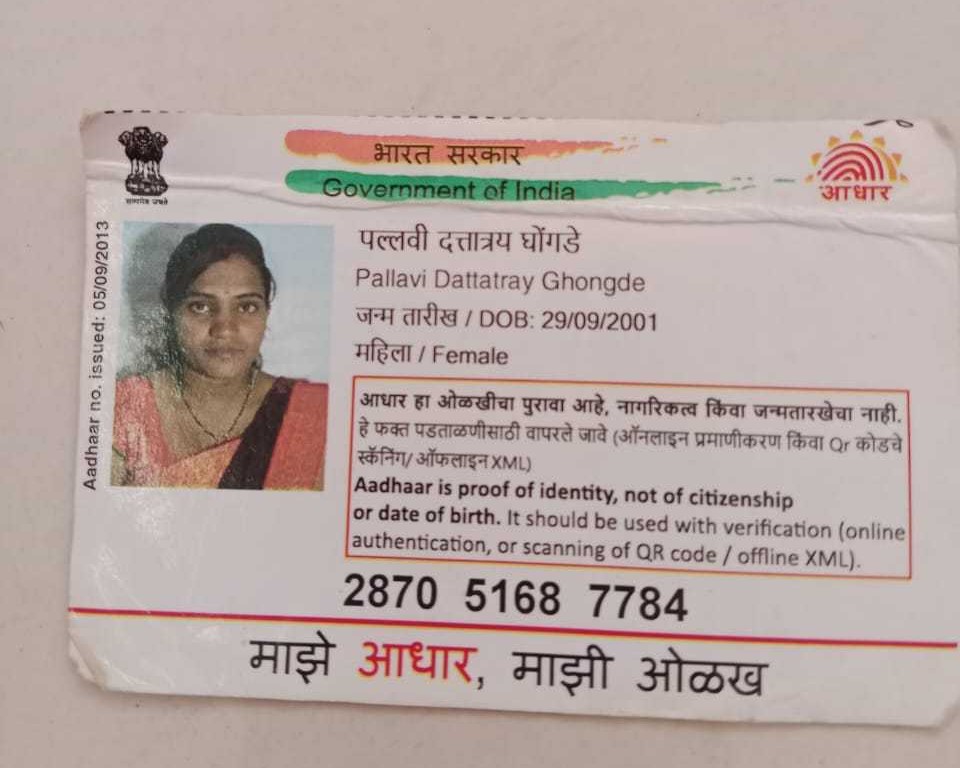 भारत सरकार
Government of India
सत्यमेव जयते
आधार
Aadhaar no. issued: 05/09/2013
पल्लवी दत्तात्रय घोंगडे
Pallavi Dattatray Ghongde
जन्म तारीख / DOB: 29/09/2001
महिला / Female
आधार हा ओळखीचा पुरावा आहे, नागरिकत्व किंवा जन्मतारखेचा नाही.
हे फक्त पडताळणीसाठी वापरले जावे (ऑनलाइन प्रमाणीकरण किंवा Qr कोडचे
स्कॅनिंग/ ऑफलाइन XML)
Aadhaar is proof of identity, not of citizenship
or date of birth. It should be used with verification (online
authentication, or scanning of QR code / offline XML).
2870 5168 7784
माझे आधार, माझी ओळख